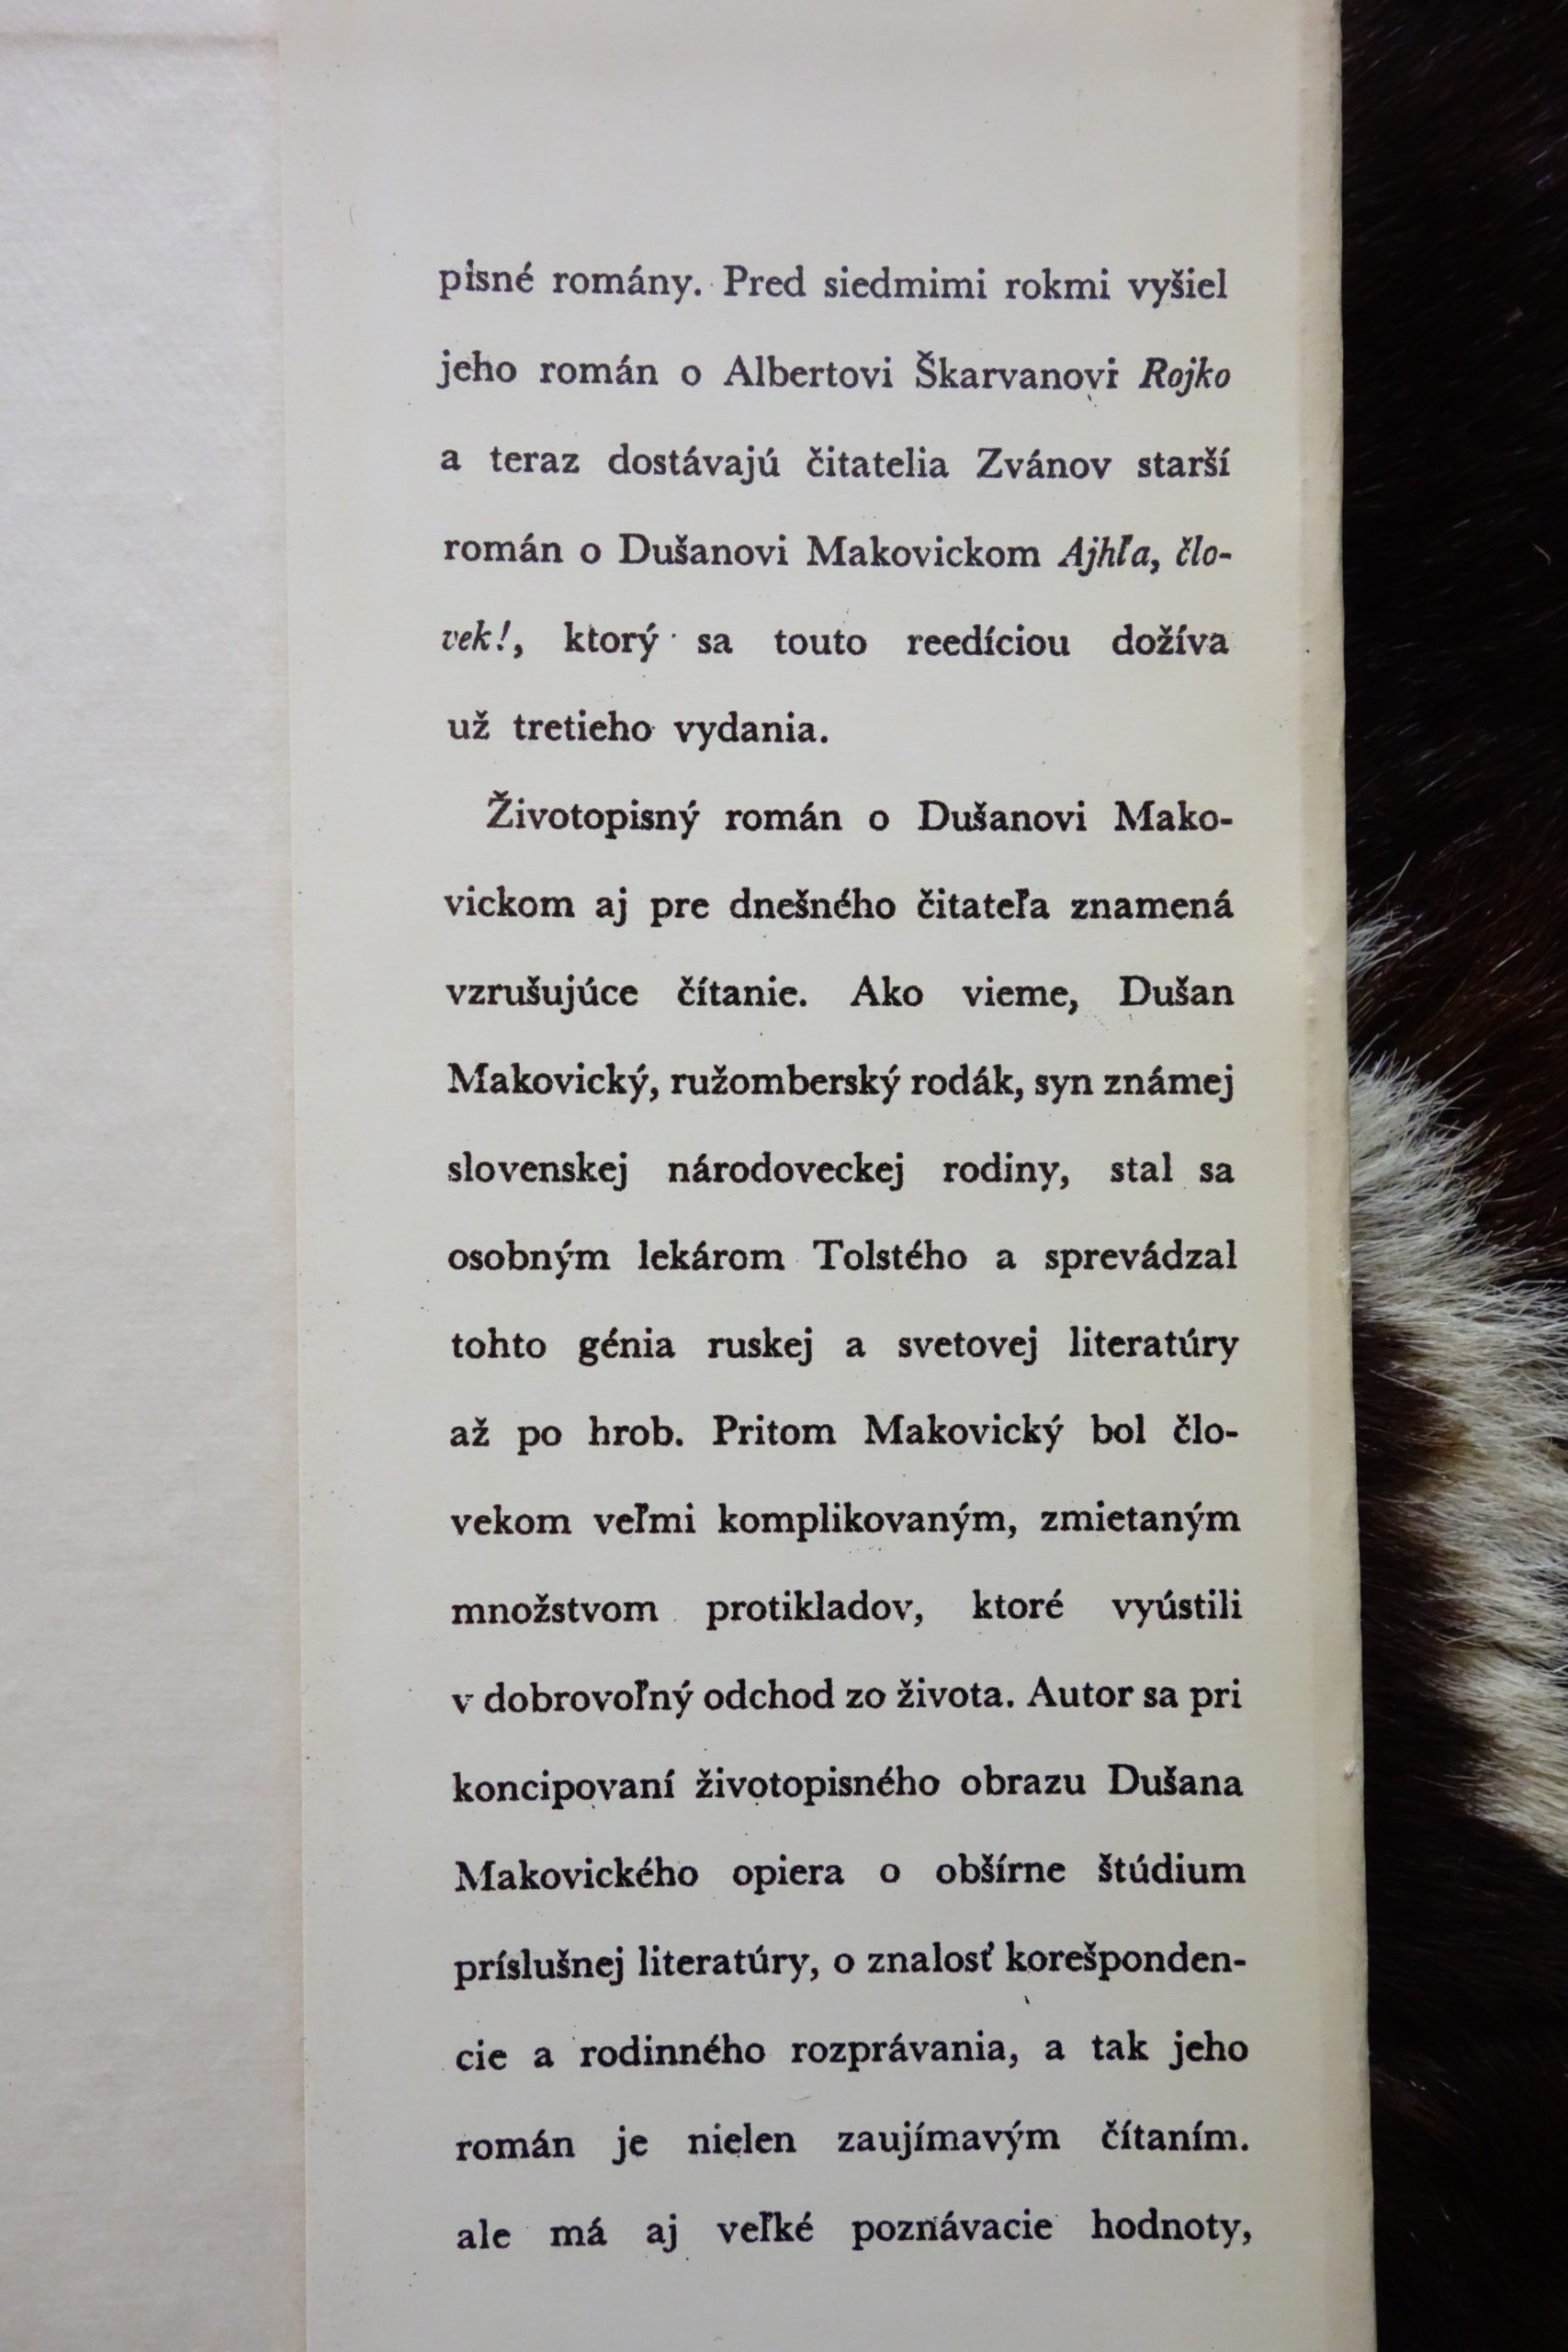 pisné romány. Pred siedmimi rokmi vyšiel
jeho román o Albertovi Škarvanovi Rojko
a teraz dostávajú čitatelia Zvánov starší
román o Dušanovi Makovickom Ajhľa, člo-
vek!, ktorý sa touto reedíciou dožíva
už tretieho vydania.
Životopisný román o Dušanovi Mako-
vickom aj pre dnešného čitateľa znamená
vzrušujúce čítanie. Ako vieme, Dušan
Makovický, ružomberský rodák, syn známej
slovenskej národoveckej rodiny, stal sa
osobným lekárom Tolstého a sprevádzal
tohto génia ruskej a svetovej literatúry
až po hrob. Pritom Makovický bol člo-
vekom veľmi komplikovaným, zmietaným
množstvom protikladov, ktoré vyústili
v dobrovoľný odchod zo života. Autor sa pri
koncipovaní životopisného obrazu Dušana
Makovického opiera o obšírne štúdium
príslušnej literatúry, o znalosť korešponden-
cie a rodinného rozprávania, a tak jeho
román je nielen zaujímavým čítaním.
ale má aj veľké poznávacie hodnoty,